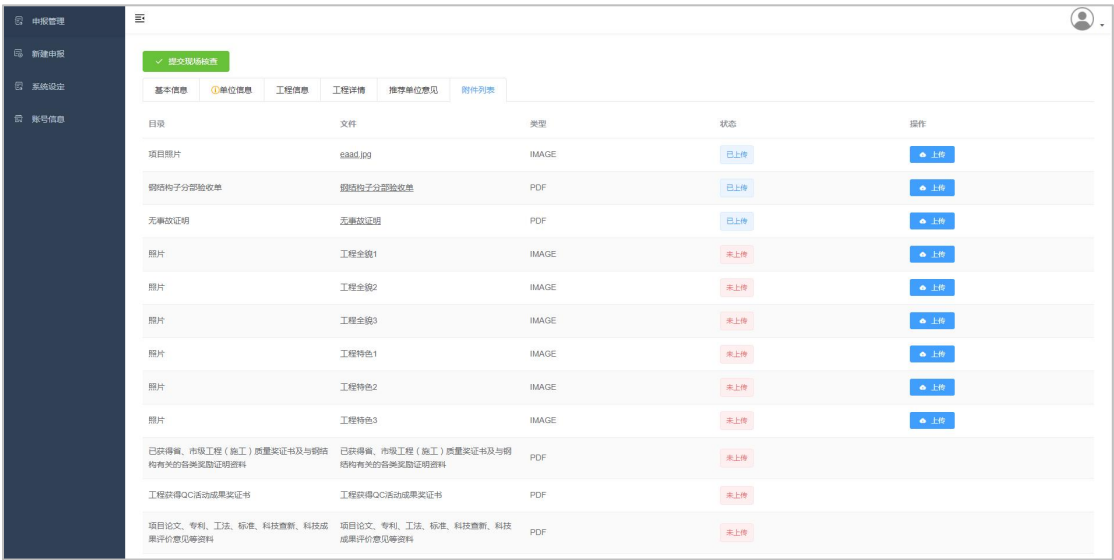 申报管理
新建申报
系统设定
账号信息
提交现场核查
基本信息 单位信息 工程信息 工程详情 推荐单位意见 附件列表
目录 文件 类型 状态 操作
项目照片 eaad.jpg IMAGE 已上传 上传
钢结构子分部验收单 钢结构子分部验收单 PDF 已上传 上传
无事故证明 无事故证明 PDF 已上传 上传
照片 工程全貌1 IMAGE 未上传 上传
照片 工程全貌2 IMAGE 未上传 上传
照片 工程全貌3 IMAGE 未上传 上传
照片 工程特色1 IMAGE 未上传 上传
照片 工程特色2 IMAGE 未上传 上传
照片 工程特色3 IMAGE 未上传 上传
已获得省、市级工程（施工）质量奖证书及与钢结 已获得省、市级工程（施工）质量奖证书及与钢
构有关的各类奖励证明资料 结构有关的各类奖励证明资料 PDF 未上传
工程获得QC活动成果奖证书 工程获得QC活动成果奖证书 PDF 未上传
项目论文、专利、工法、标准、科技查新、科技成 项目论文、专利、工法、标准、科技查新、科技
果评价意见等资料 成果评价意见等资料 PDF 未上传